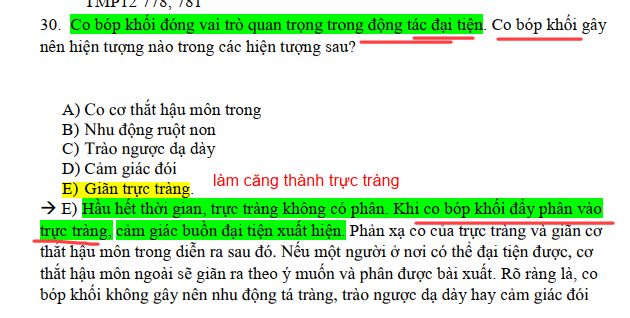 TMP12 778, 781
30. Co bóp khối đóng vai trò quan trọng trong động tác đại tiện. Co bóp khối gây
nên hiện tượng nào trong các hiện tượng sau?
A) Co cơ thắt hậu môn trong
B) Nhu động ruột non
C) Trào ngược dạ dày
D) Cảm giác đói
E) Giãn trực tràng.
làm căng thành trực tràng
→ E) Hầu hết thời gian, trực tràng không có phân. Khi co bóp khối đẩy phân vào
trực tràng, cảm giác buồn đại tiện xuất hiện. Phản xạ co của trực tràng và giãn cơ
thắt hậu môn trong diễn ra sau đó. Nếu một người ở nơi có thể đại tiện được, cơ
thắt hậu môn ngoài sẽ giãn ra theo ý muốn và phân được bài xuất. Rõ ràng là, co
bóp khối không gây nên nhu động tá tràng, trào ngược dạ dày hay cảm giác đói